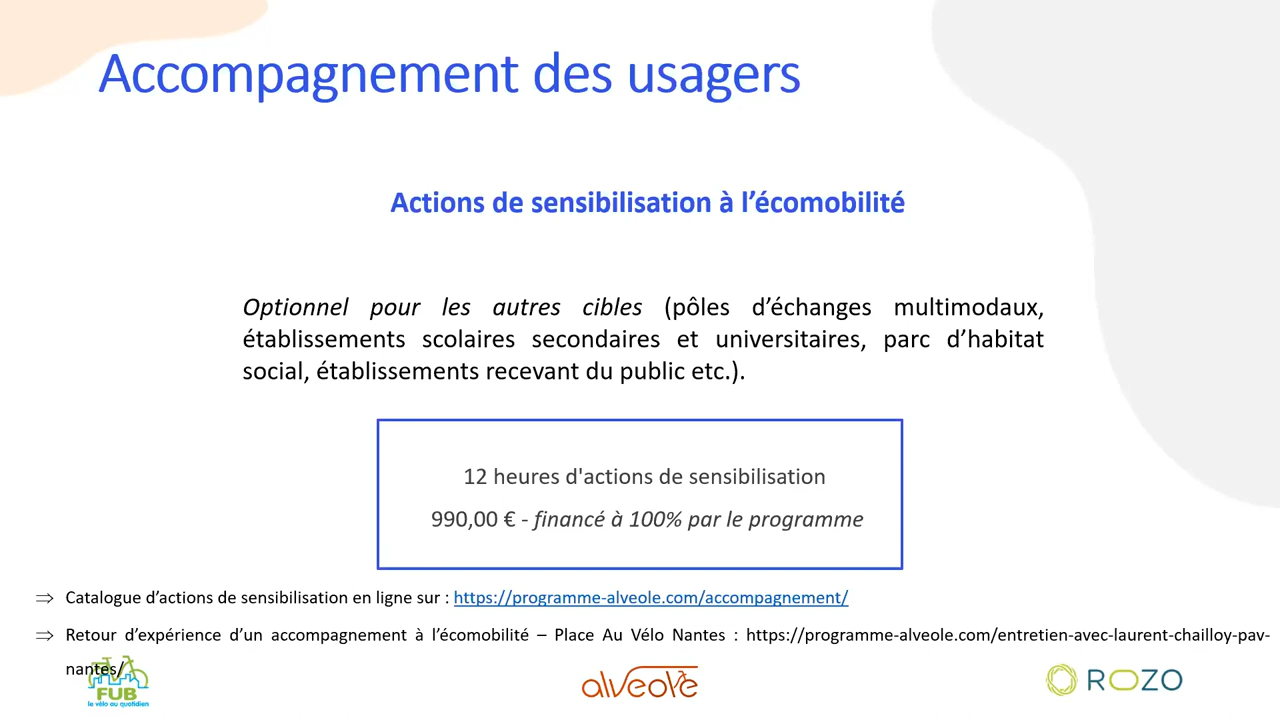 Accompagnement des usagers
Actions de sensibilisation à l’écomobilité
Optionnel pour les autres cibles (pôles d’échanges multimodaux,
établissements scolaires secondaires et universitaires, parc d’habitat
social, établissements recevant du public etc.).
12 heures d'actions de sensibilisation
990,00 € - financé à 100% par le programme
⇒ Catalogue d’actions de sensibilisation en ligne sur : https://programme-alveole.com/accompagnement/
⇒ Retour d’expérience d’un accompagnement à l’écomobilité – Place Au Vélo Nantes : https://programme-alveole.com/entretien-avec-laurent-chailloy-pav-
nantes/
FUB
le vélo au quotidien
alveole
ROZO